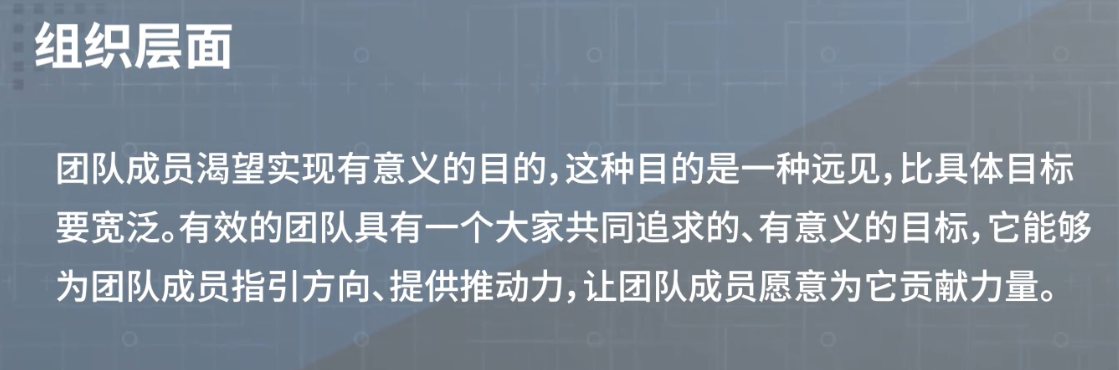 组织层面
团队成员渴望实现有意义的目的，这种目的是一种远见，比具体目标
要宽泛。有效的团队具有一个大家共同追求的、有意义的目标，它能够
为团队成员指引方向、提供推动力，让团队成员愿意为它贡献力量。